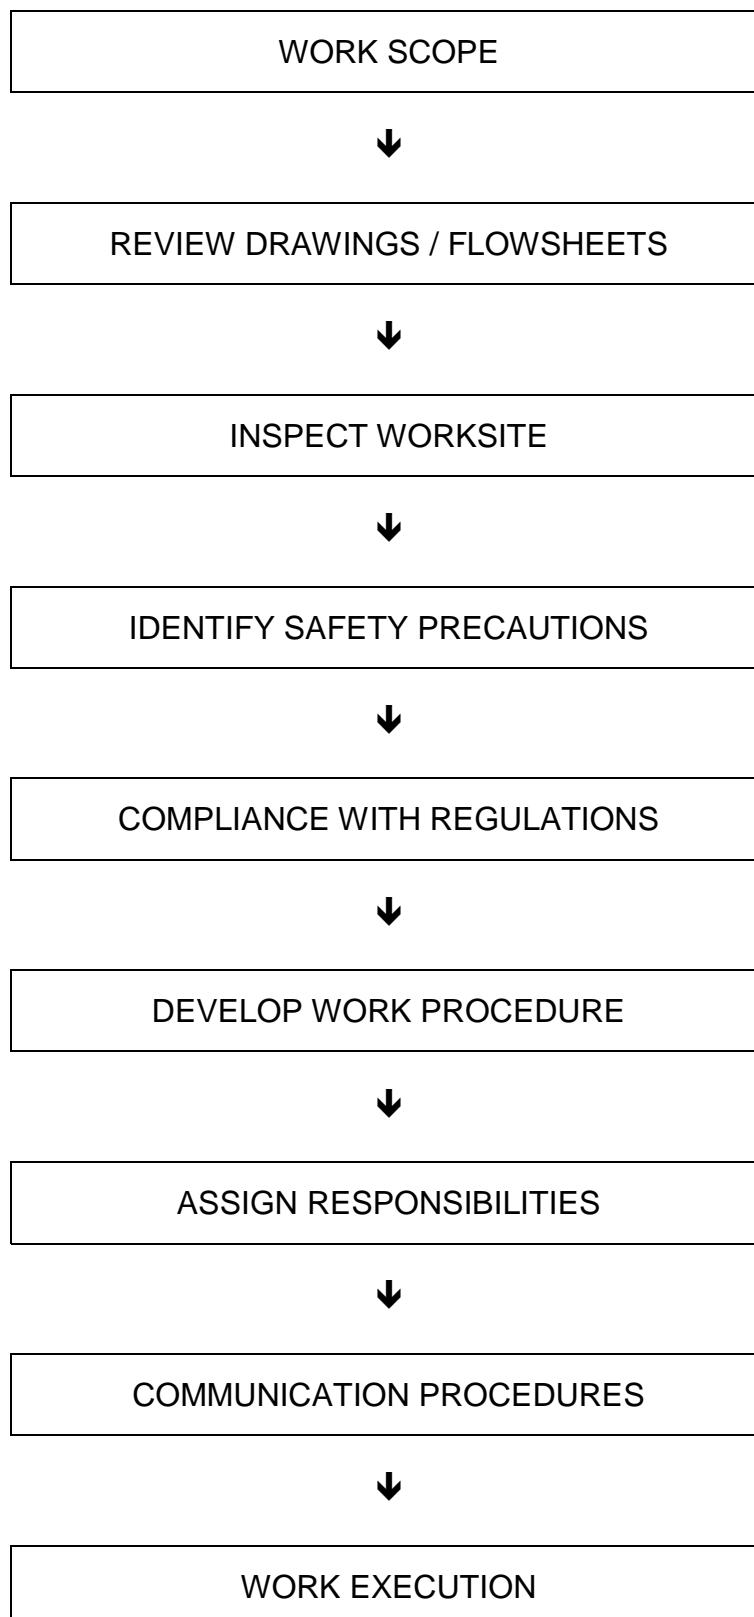 WORK SCOPE
REVIEW DRAWINGS / FLOWSHEETS
INSPECT WORKSITE
IDENTIFY SAFETY PRECAUTIONS
COMPLIANCE WITH REGULATIONS
DEVELOP WORK PROCEDURE
ASSIGN RESPONSIBILITIES
COMMUNICATION PROCEDURES
WORK EXECUTION